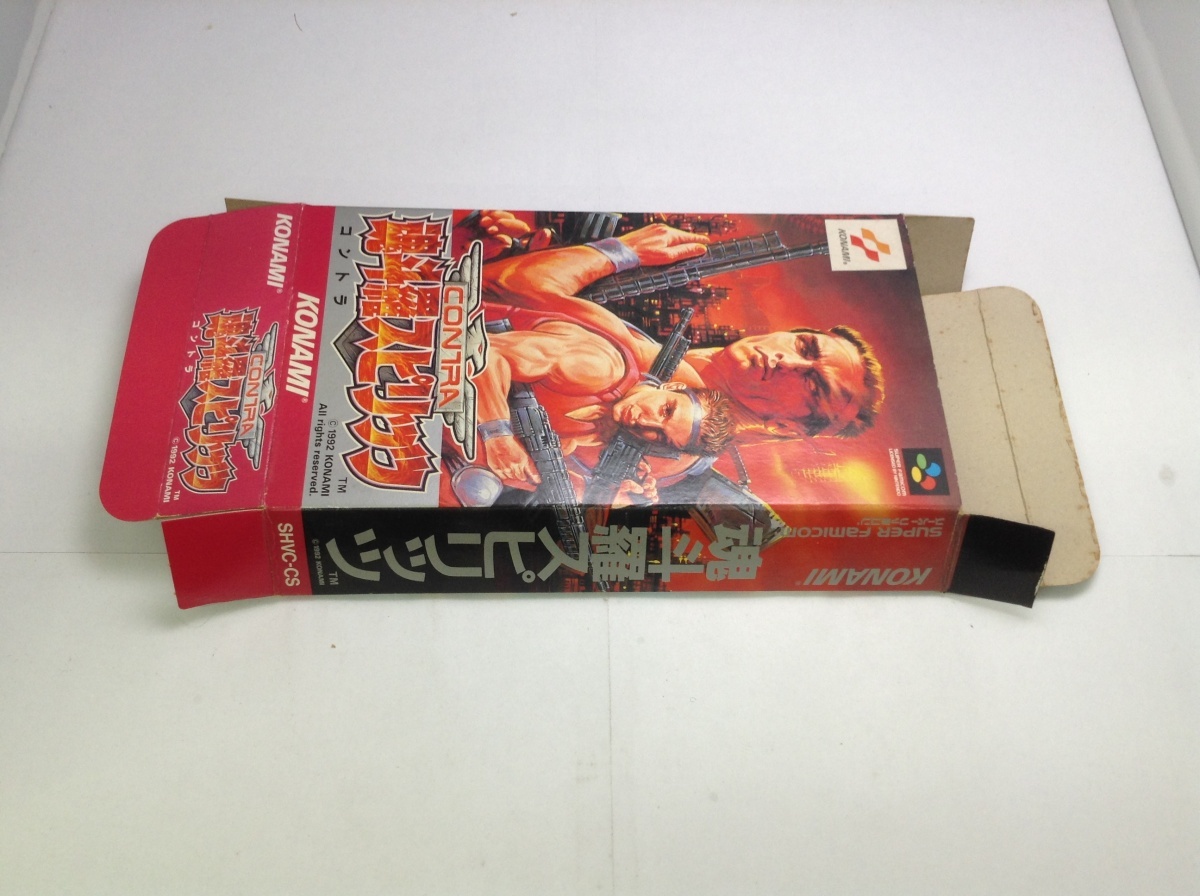 KONAMI®
CONTRA
魂斗羅スピリッツ
コントラ
TM
© 1992 KONAMI
KONAMI®
CONTRA
魂斗羅スピリッツ
コントラ
TM
© 1992 KONAMI
All rights reserved.
KONAMI®
SUPER FAMICOM
SHVC-CS
魂斗羅スピリッツ
TM
© 1992 KONAMI
SUPER FAMICOM
スーパーファミコン
KONAMI®